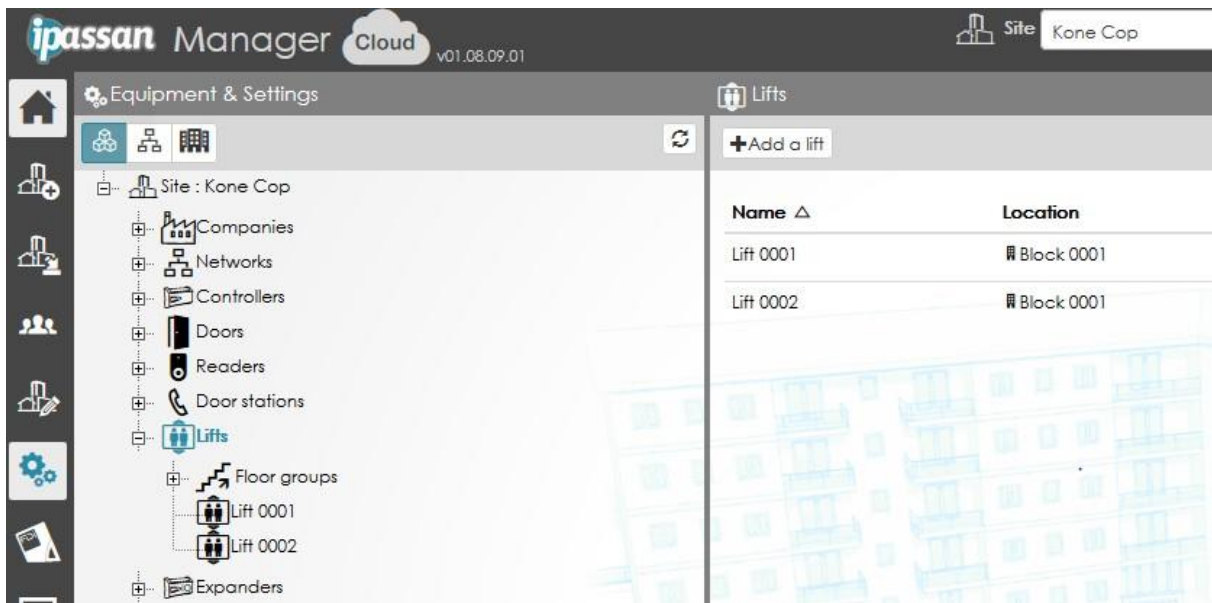 ipassan Manager Cloud v01.08.09.01
Site Kone Cop
Equipment & Settings
Lifts
+Add a lift
Site : Kone Cop
Companies
Networks
Controllers
Doors
Readers
Door stations
Lifts
Floor groups
Lift 0001
Lift 0002
Expanders
Name Location
Lift 0001 Block 0001
Lift 0002 Block 0001